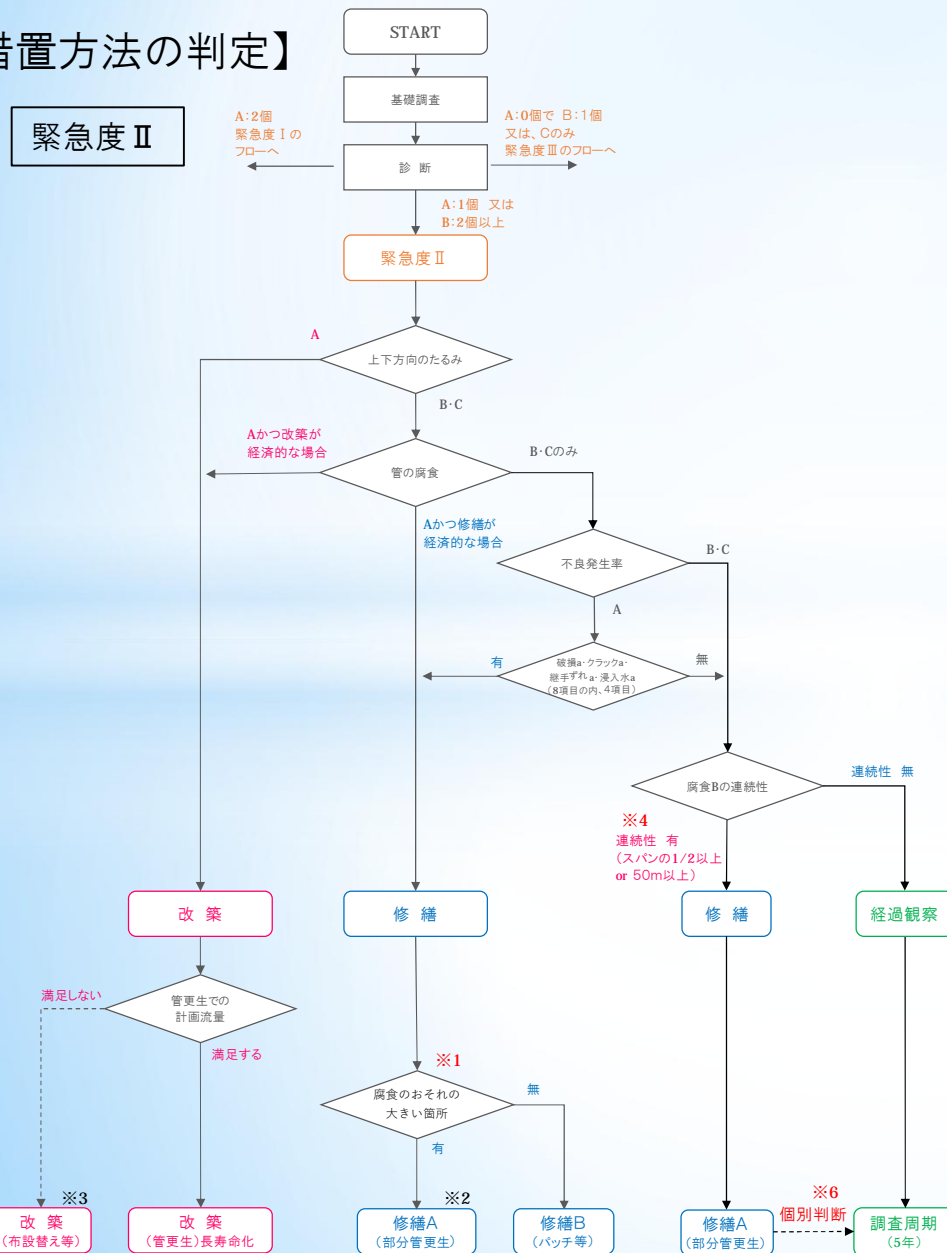 措置方法の判定】
緊急度Ⅱ
START
基礎調査
A:2個
緊急度Ⅰの
フローへ
A:0個で B:1個
又は、Cのみ
緊急度Ⅲのフローへ
診 断
A:1個 又は
B:2個以上
緊急度Ⅱ
A
上下方向のたるみ
B･C
Aかつ改築が
経済的な場合
管の腐食
B･Cのみ
Aかつ修繕が
経済的な場合
不良発生率
B･C
A
有
破損a･クラックa･
継手ずれa･浸入水a
(8項目の内、4項目)
無
腐食Bの連続性
連続性 無
※4
連続性 有
(スパンの1/2以上
or 50m以上)
改 築
修 繕
修 繕
経過観察
満足しない
管更生での
計画流量
満足する
※1
腐食のおそれの
大きい箇所
無
有
※3
改 築
(布設替え等)
改 築
(管更生)長寿命化
※2
修繕A
(部分管更生)
修繕B
(パッチ等)
修繕A
(部分管更生)
※6
個別判断
調査周期
(5年)